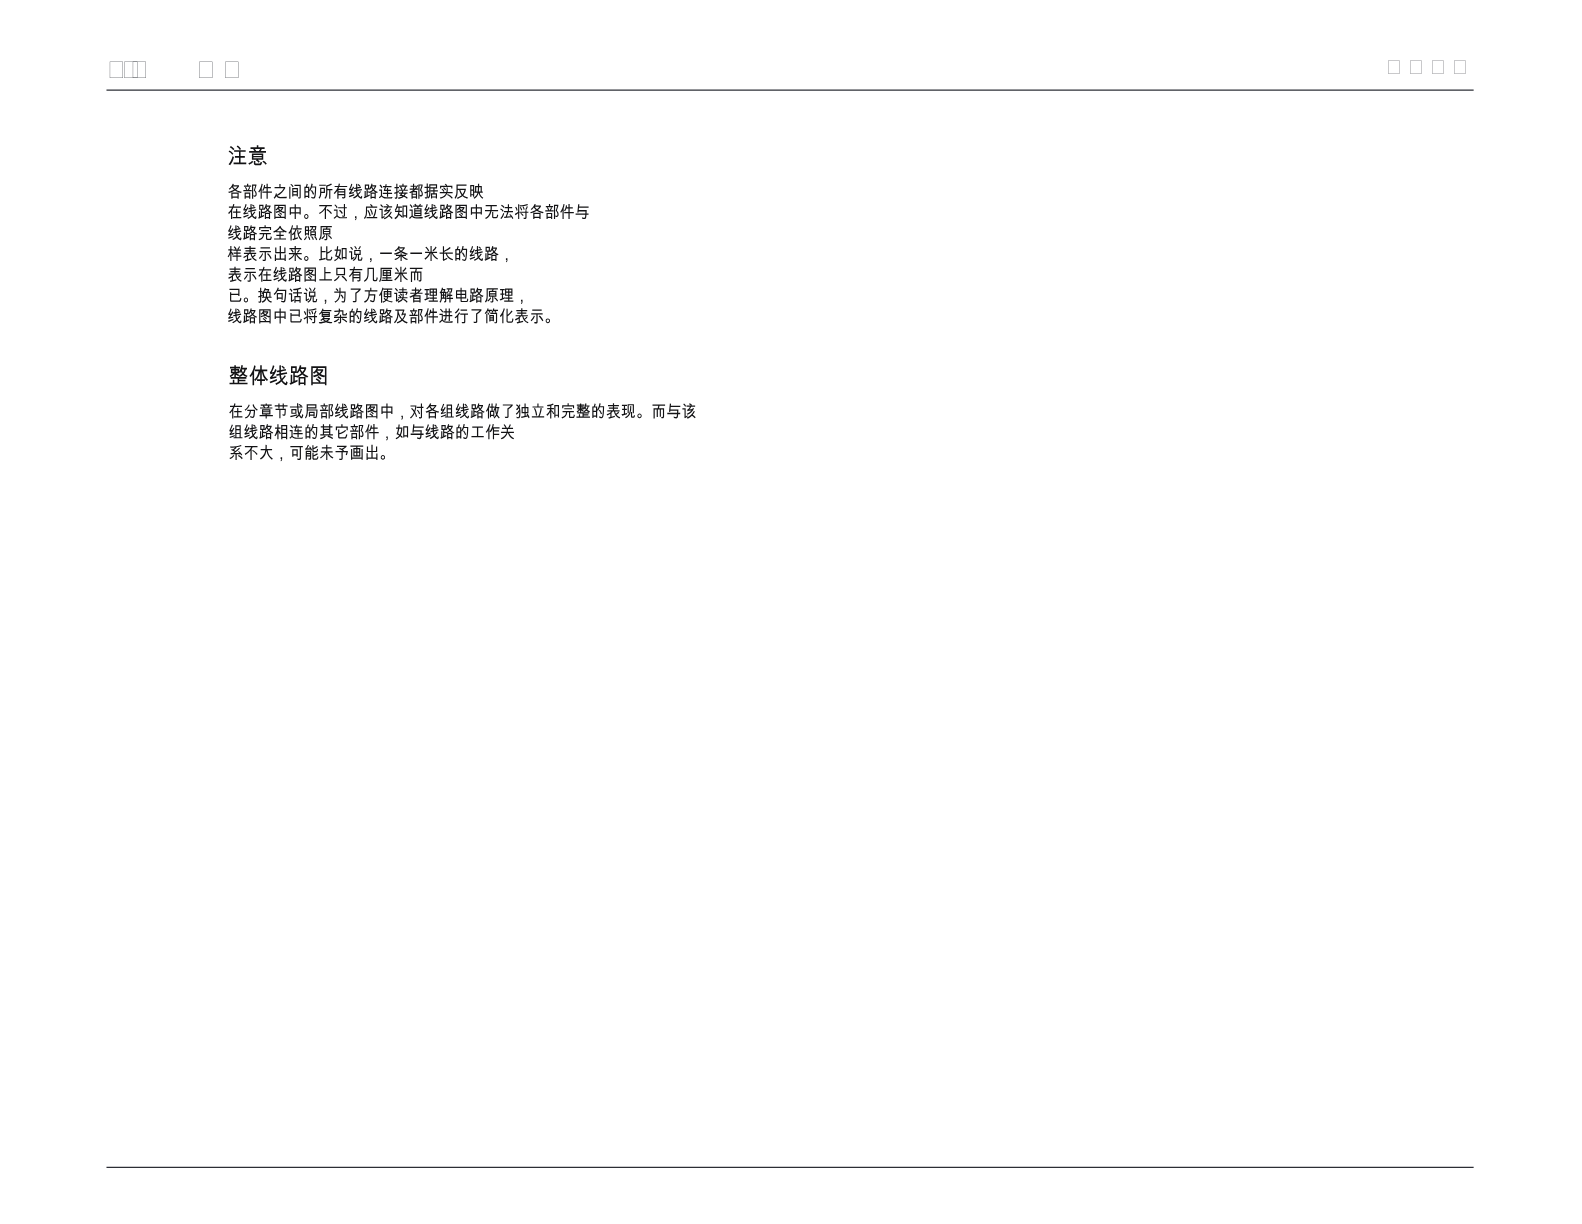 注意
各部件之间的所有线路连接都据实反映
在线路图中。不过，应该知道线路图中无法将各部件与
线路完全依照原
样表示出来。比如说，一条一米长的线路，
表示在线路图上只有几厘米而
已。换句话说，为了方便读者理解电路原理，
线路图中已将复杂的线路及部件进行了简化表示。
整体线路图
在分章节或局部线路图中，对各组线路做了独立和完整的表现。而与该
组线路相连的其它部件，如与线路的工作关
系不大，可能未予画出。